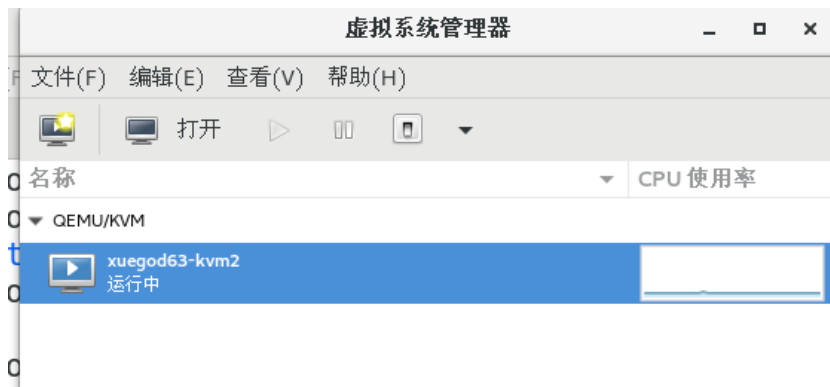 虚拟系统管理器
文件(F) 编辑(E) 查看(V) 帮助(H)
打开
名称 CPU 使用率
QEMU/KVM
xuegod63-kvm2
运行中